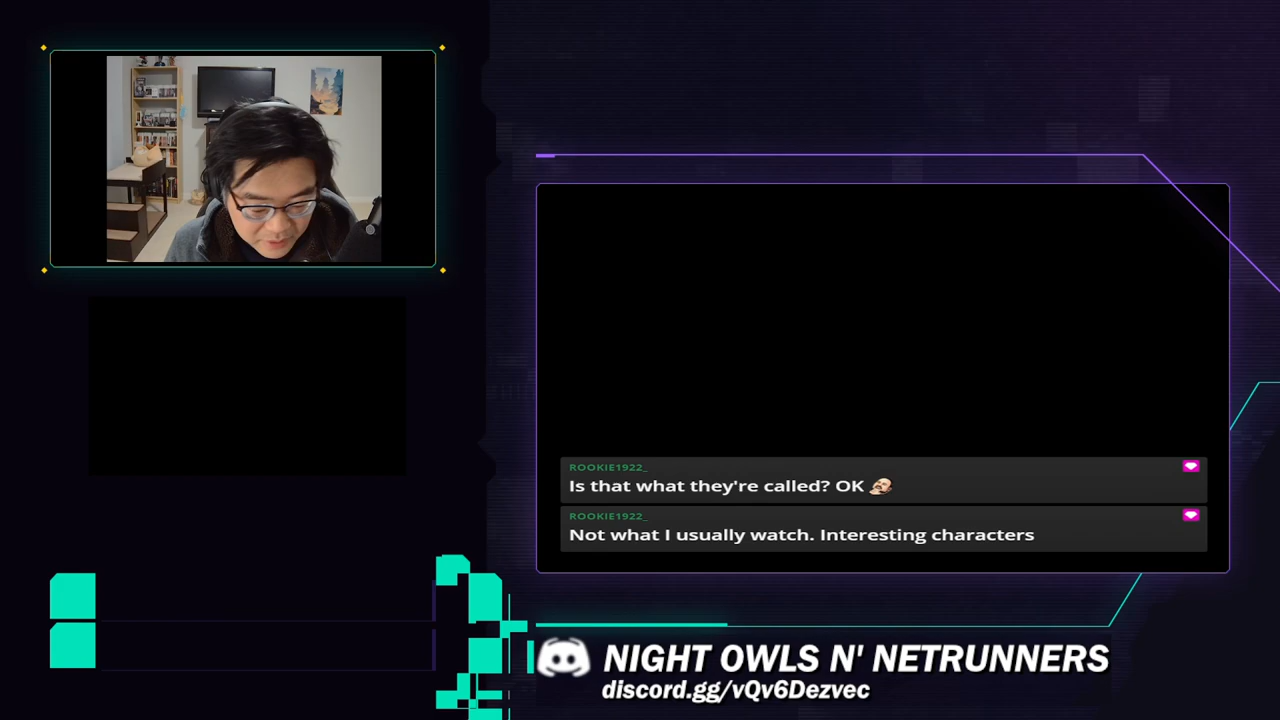 ROOKIE1922_
Is that what they're called? OK
ROOKIE1922_
Not what I usually watch. Interesting characters
NIGHT OWLS N' NETRUNNERS
discord.gg/vQv6Dezvec